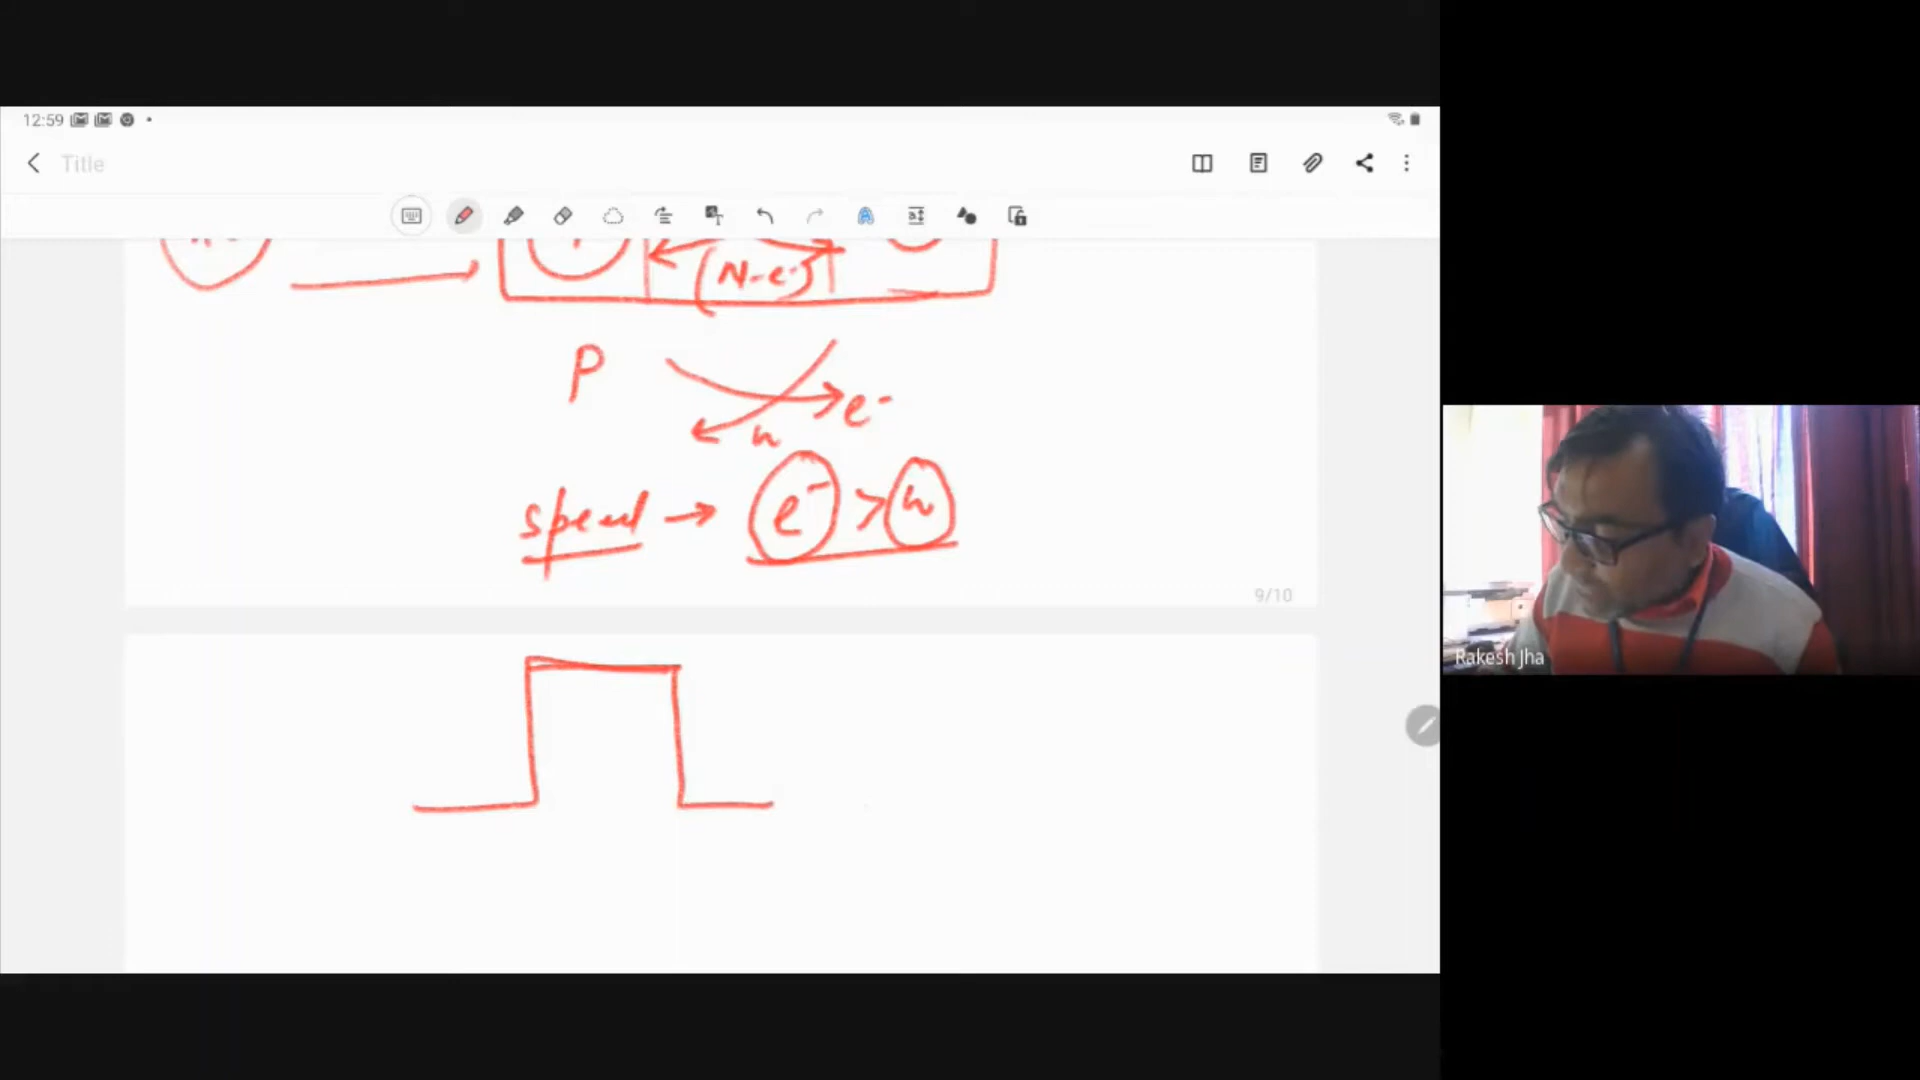 12:59
Title
(N-e-)
P
e-
n
speed → e- > n
9/10
Rakesh Jha